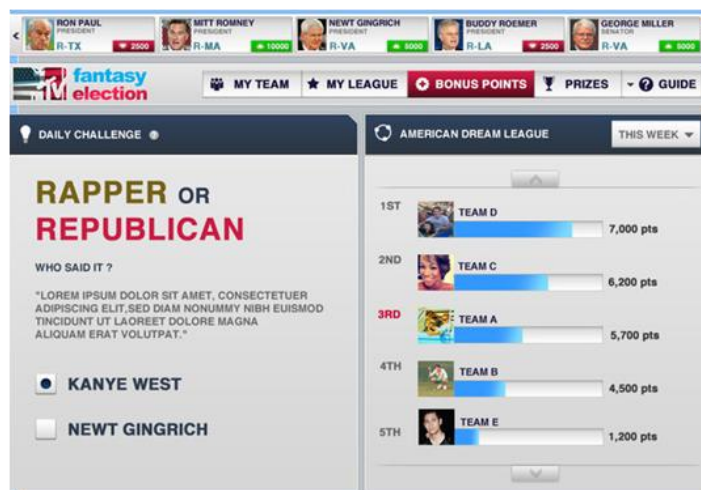 RON PAUL
PRESIDENT
R-TX 2500
MITT ROMNEY
PRESIDENT
R-MA 10000
NEWT GINGRICH
PRESIDENT
R-VA 5000
BUDDY ROEMER
PRESIDENT
R-LA 2500
GEORGE MILLER
SENATOR
R-VA 5000
MTV fantasy
election
MY TEAM
MY LEAGUE
BONUS POINTS
PRIZES
GUIDE
DAILY CHALLENGE
RAPPER OR
REPUBLICAN
WHO SAID IT ?
"LOREM IPSUM DOLOR SIT AMET, CONSECTETUER
ADIPISCING ELIT,SED DIAM NONUMMY NIBH EUISMOD
TINCIDUNT UT LAOREET DOLORE MAGNA
ALIQUAM ERAT VOLUTPAT."
KANYE WEST
NEWT GINGRICH
AMERICAN DREAM LEAGUE
THIS WEEK
1ST TEAM D 7,000 pts
2ND TEAM C 6,200 pts
3RD TEAM A 5,700 pts
4TH TEAM B 4,500 pts
5TH TEAM E 1,200 pts